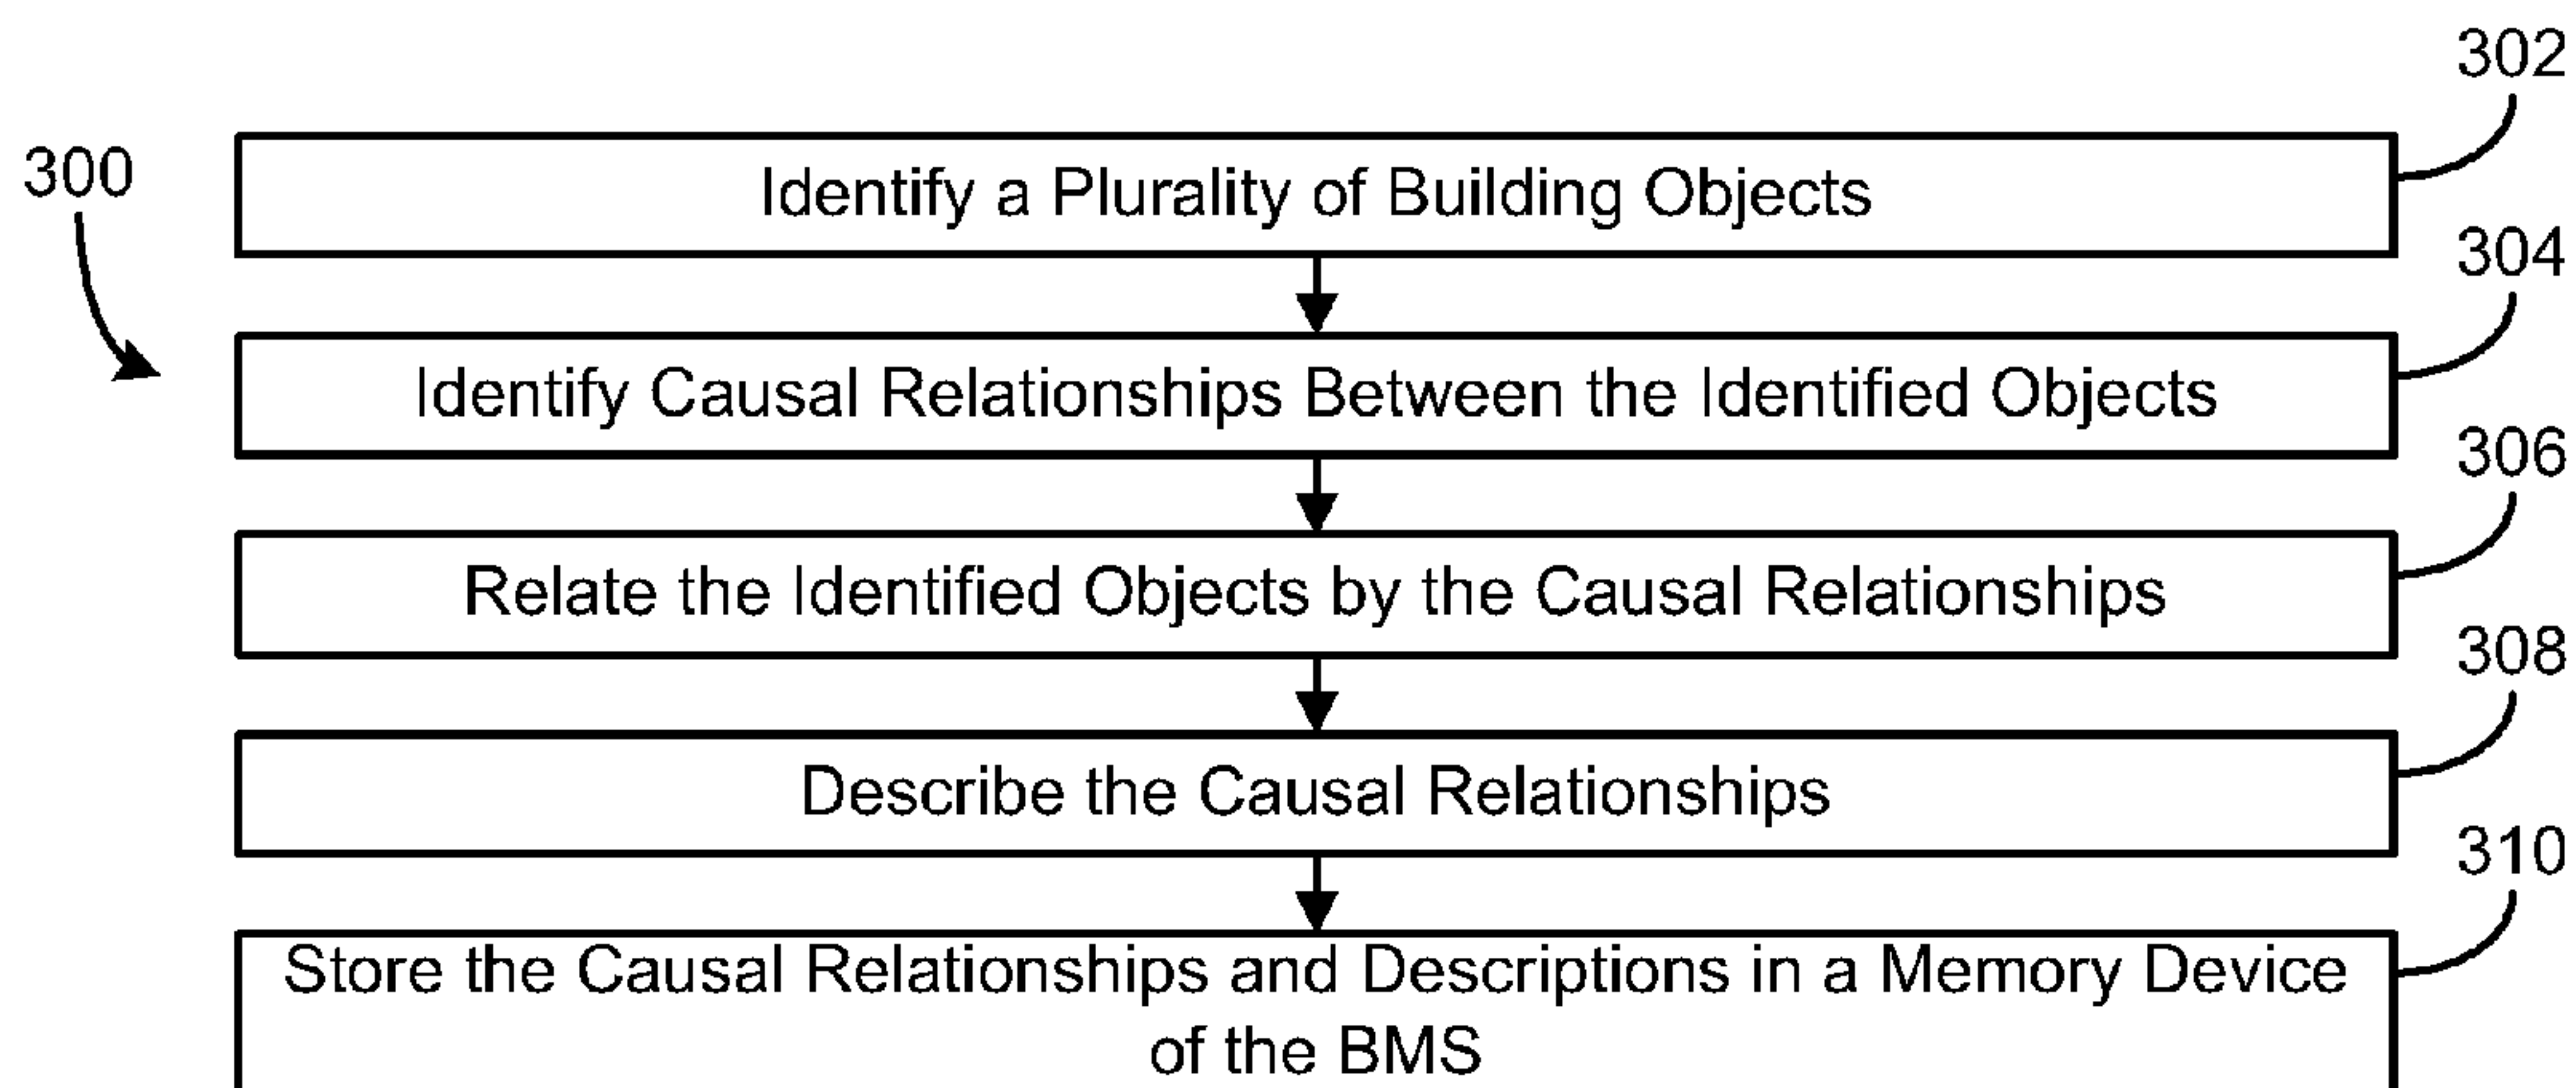 302
300
Identify a Plurality of Building Objects
304
Identify Causal Relationships Between the Identified Objects
306
Relate the Identified Objects by the Causal Relationships
308
Describe the Causal Relationships
310
Store the Causal Relationships and Descriptions in a Memory Device
of the BMS